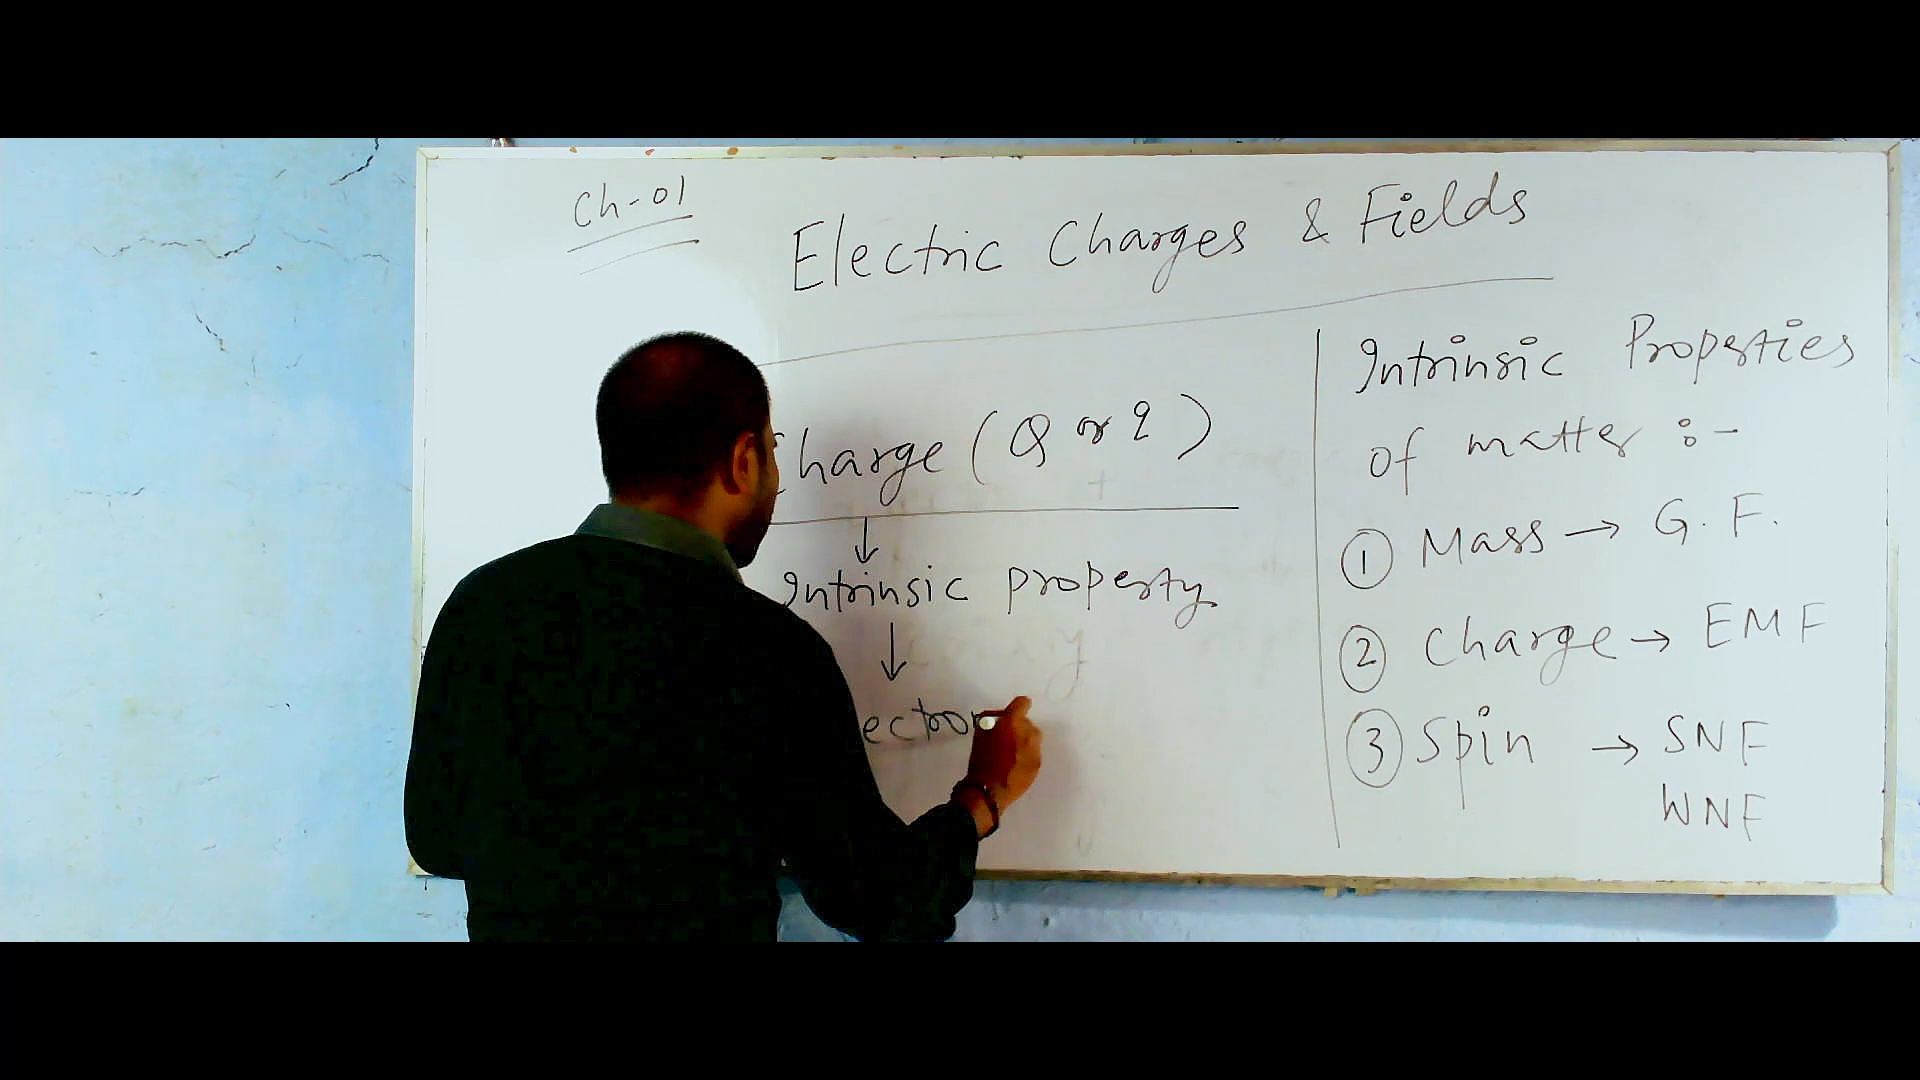 Ch-01
Electric Charges & Fields
Charge (Q or q)
↓
Intrinsic property
↓
Intrinsic Properties
of matter :-
① Mass → G. F.
② Charge → EMF
③ Spin → SNF
WNF